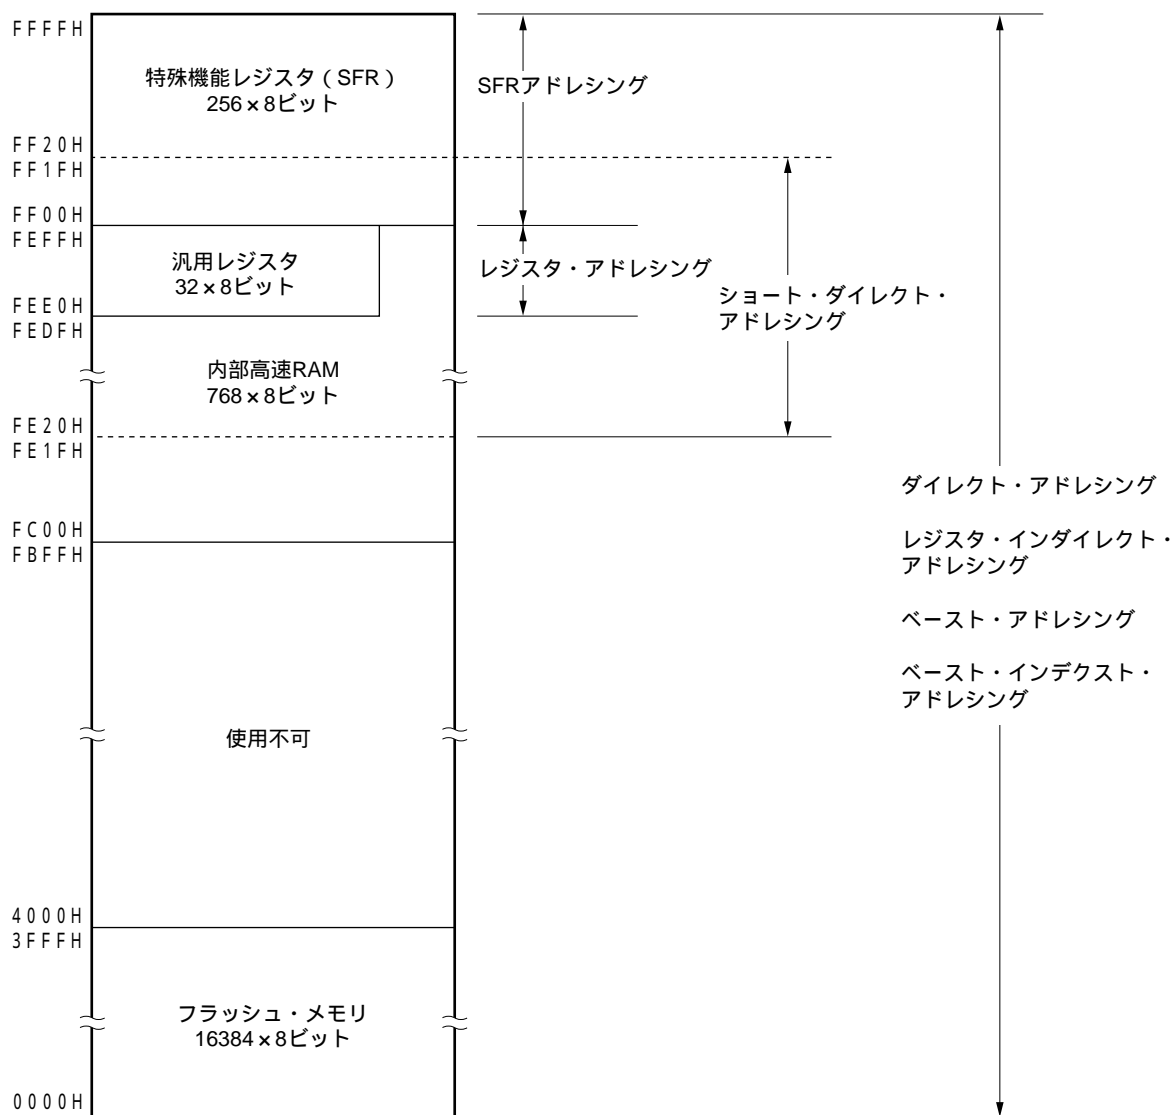 FFFFH
特殊機能レジスタ（SFR）
256×8ビット
SFRアドレシング
FF20H
FF1FH
FF00H
FEFFH
汎用レジスタ
32×8ビット
レジスタ・アドレシング
ショート・ダイレクト・
アドレシング
FEE0H
FEDFH
内部高速RAM
768×8ビット
FE20H
FE1FH
ダイレクト・アドレシング
レジスタ・インダイレクト・
アドレシング
ベースト・アドレシング
ベースト・インデクスト・
アドレシング
FC00H
FBFFH
使用不可
4000H
3FFFH
フラッシュ・メモリ
16384×8ビット
0000H